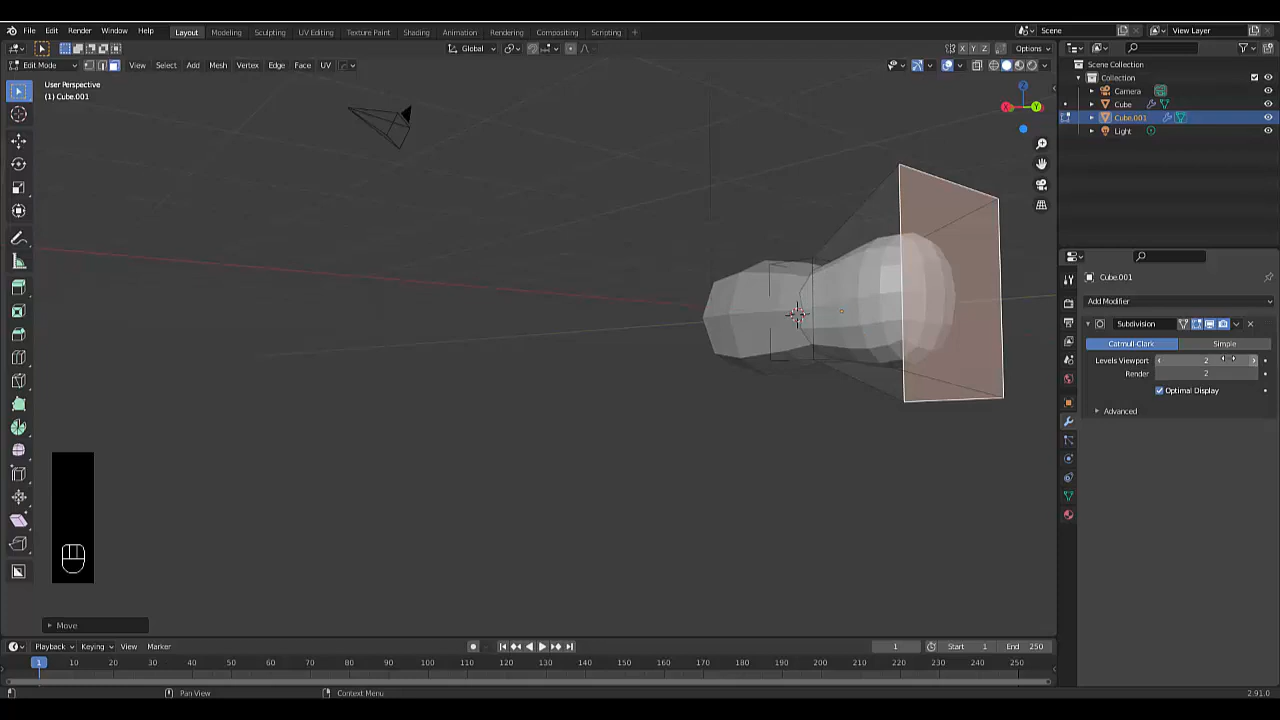 File Edit Render Window Help Layout Modeling Sculpting UV Editing Texture Paint Shading Animation Rendering Compositing Scripting + Scene View Layer
Global X Y Z Options
Edit Mode View Select Add Mesh Vertex Edge Face UV
User Perspective
(1) Cube.001
Scene Collection
Collection
Camera
Cube
Cube.001
Light
X Y Z
Cube.001
Add Modifier
Subdivision
Catmull-Clark Simple
Levels Viewport 2
Render 2
Optimal Display
Advanced
Move
Playback Keying View Marker 1 Start 1 End 250
1 10 20 30 40 50 60 70 80 90 100 110 120 130 140 150 160 170 180 190 200 210 220 230 240 250
Pan View Context Menu 2.91.0